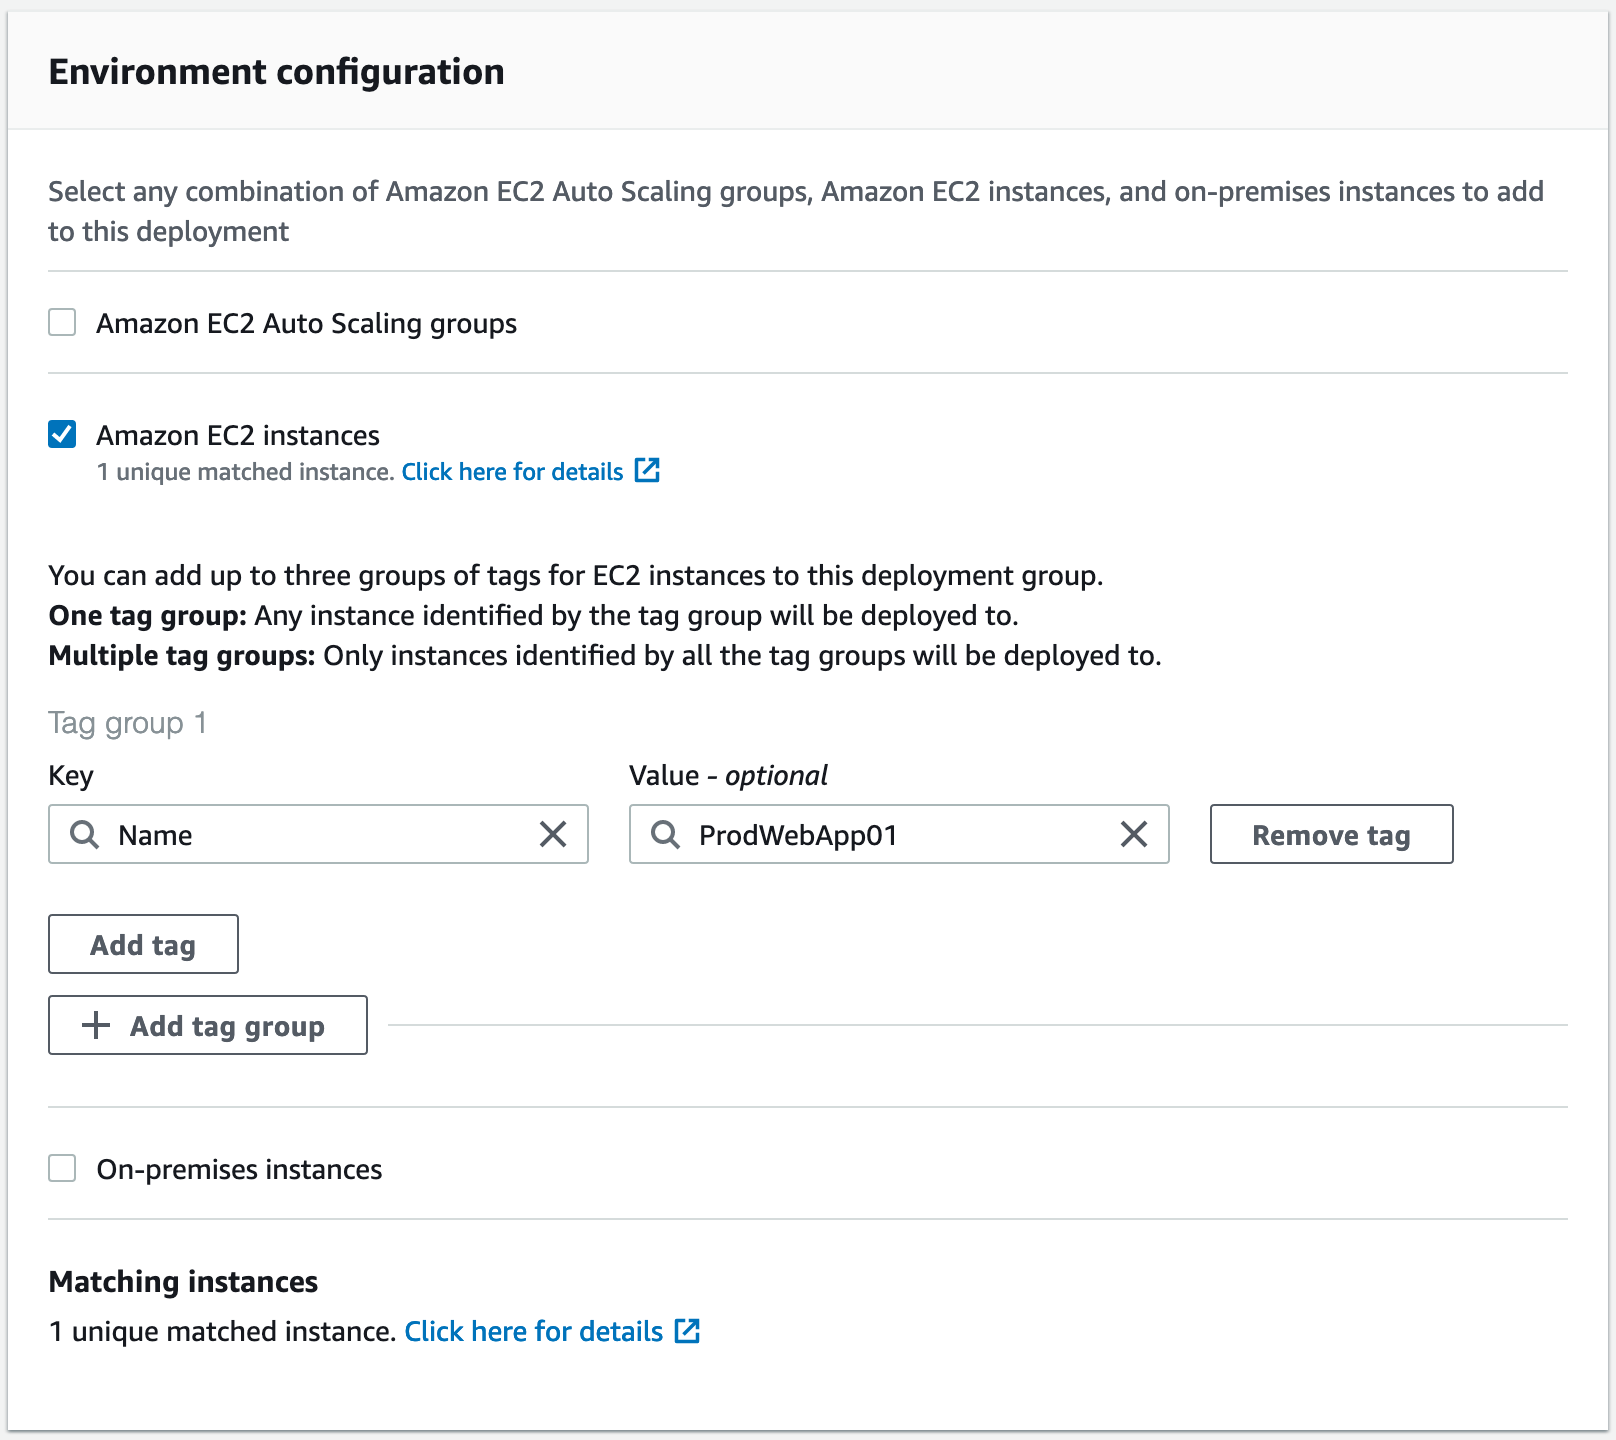 Environment configuration
Select any combination of Amazon EC2 Auto Scaling groups, Amazon EC2 instances, and on-premises instances to add
to this deployment
Amazon EC2 Auto Scaling groups
Amazon EC2 instances
1 unique matched instance. Click here for details
You can add up to three groups of tags for EC2 instances to this deployment group.
One tag group: Any instance identified by the tag group will be deployed to.
Multiple tag groups: Only instances identified by all the tag groups will be deployed to.
Tag group 1
Key
Value - optional
Name
ProdWebApp01
Remove tag
Add tag
Add tag group
On-premises instances
Matching instances
1 unique matched instance. Click here for details